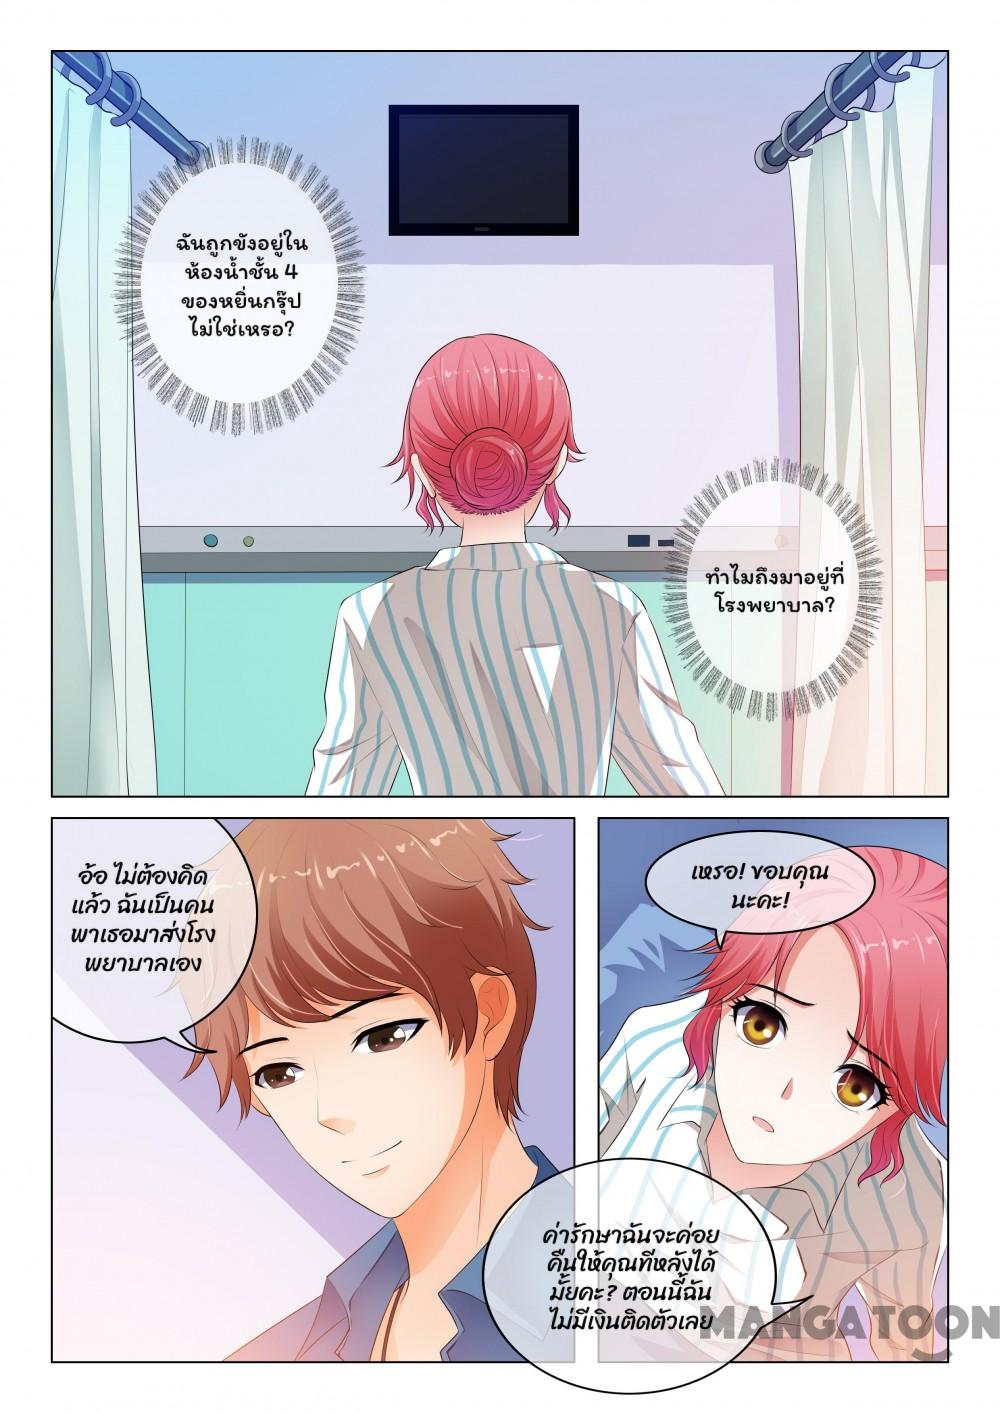 ฉันถูกขังอยู่ใน
ห้องน้ำชั้น 4
ของหยิ่นกรุ๊ป
ไม่ใช่เหรอ?
ทำไมถึงมาอยู่ที่
โรงพยาบาล?
อ้อ ไม่ต้องคิด
แล้ว ฉันเป็นคน
พาเธอมาส่งโรง
พยาบาลเอง
เหรอ! ขอบคุณ
นะคะ!
ค่ารักษาฉันจะค่อย
คืนให้คุณทีหลังได้
มั้ยคะ? ตอนนี้ฉัน
ไม่มีเงินติดตัวเลย
MANGATOON